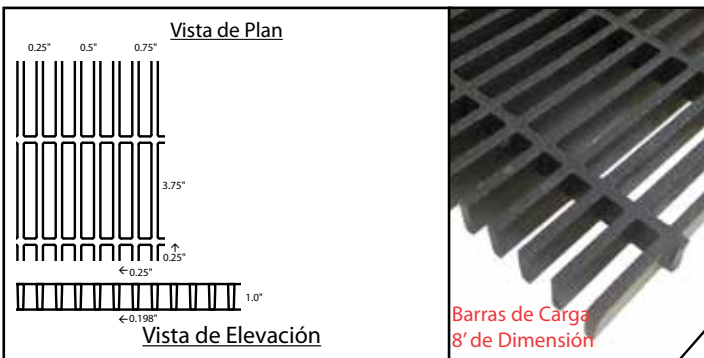 Vista de Plan
0.25" 0.5" 0.75"
3.75"
0.25"
0.25"
1.0"
0.198"
Vista de Elevación
Barras de Carga
8' de Dimensión